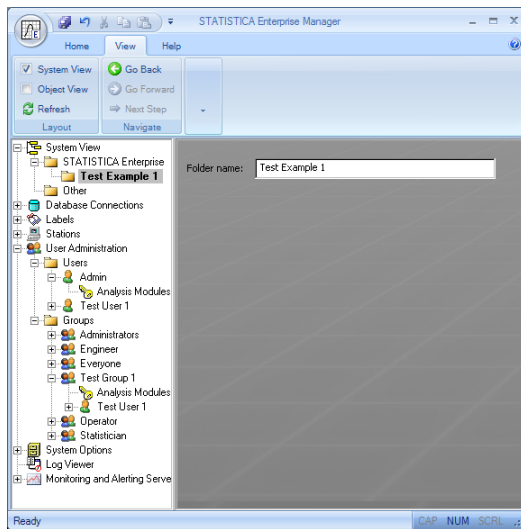 STATISTICA Enterprise Manager
Home View Help
System View Go Back
Object View Go Forward
Refresh Next Step
Layout Navigate
System View
STATISTICA Enterprise
Test Example 1
Other
Database Connections
Labels
Stations
User Administration
Users
Admin
Analysis Modules
Test User 1
Groups
Administrators
Engineer
Everyone
Test Group 1
Analysis Modules
Test User 1
Operator
Statistician
System Options
Log Viewer
Monitoring and Alerting Serve
Folder name: Test Example 1
Ready CAP NUM SCRL